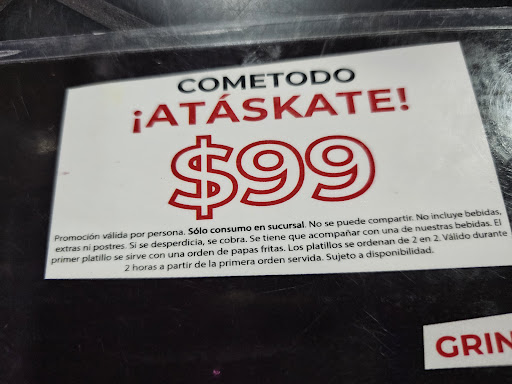 COMETODO
¡ATÁSKATE!
$99
Promoción válida por persona. Sólo consumo en sucursal. No se puede compartir. No incluye bebidas,
extras ni postres. Si se desperdicia, se cobra. Se tiene que acompañar con una de nuestras bebidas. El
primer platillo se sirve con una orden de papas fritas. Los platillos se ordenan de 2 en 2. Válido durante
2 horas a partir de la primera orden servida. Sujeto a disponibilidad.
GRIN